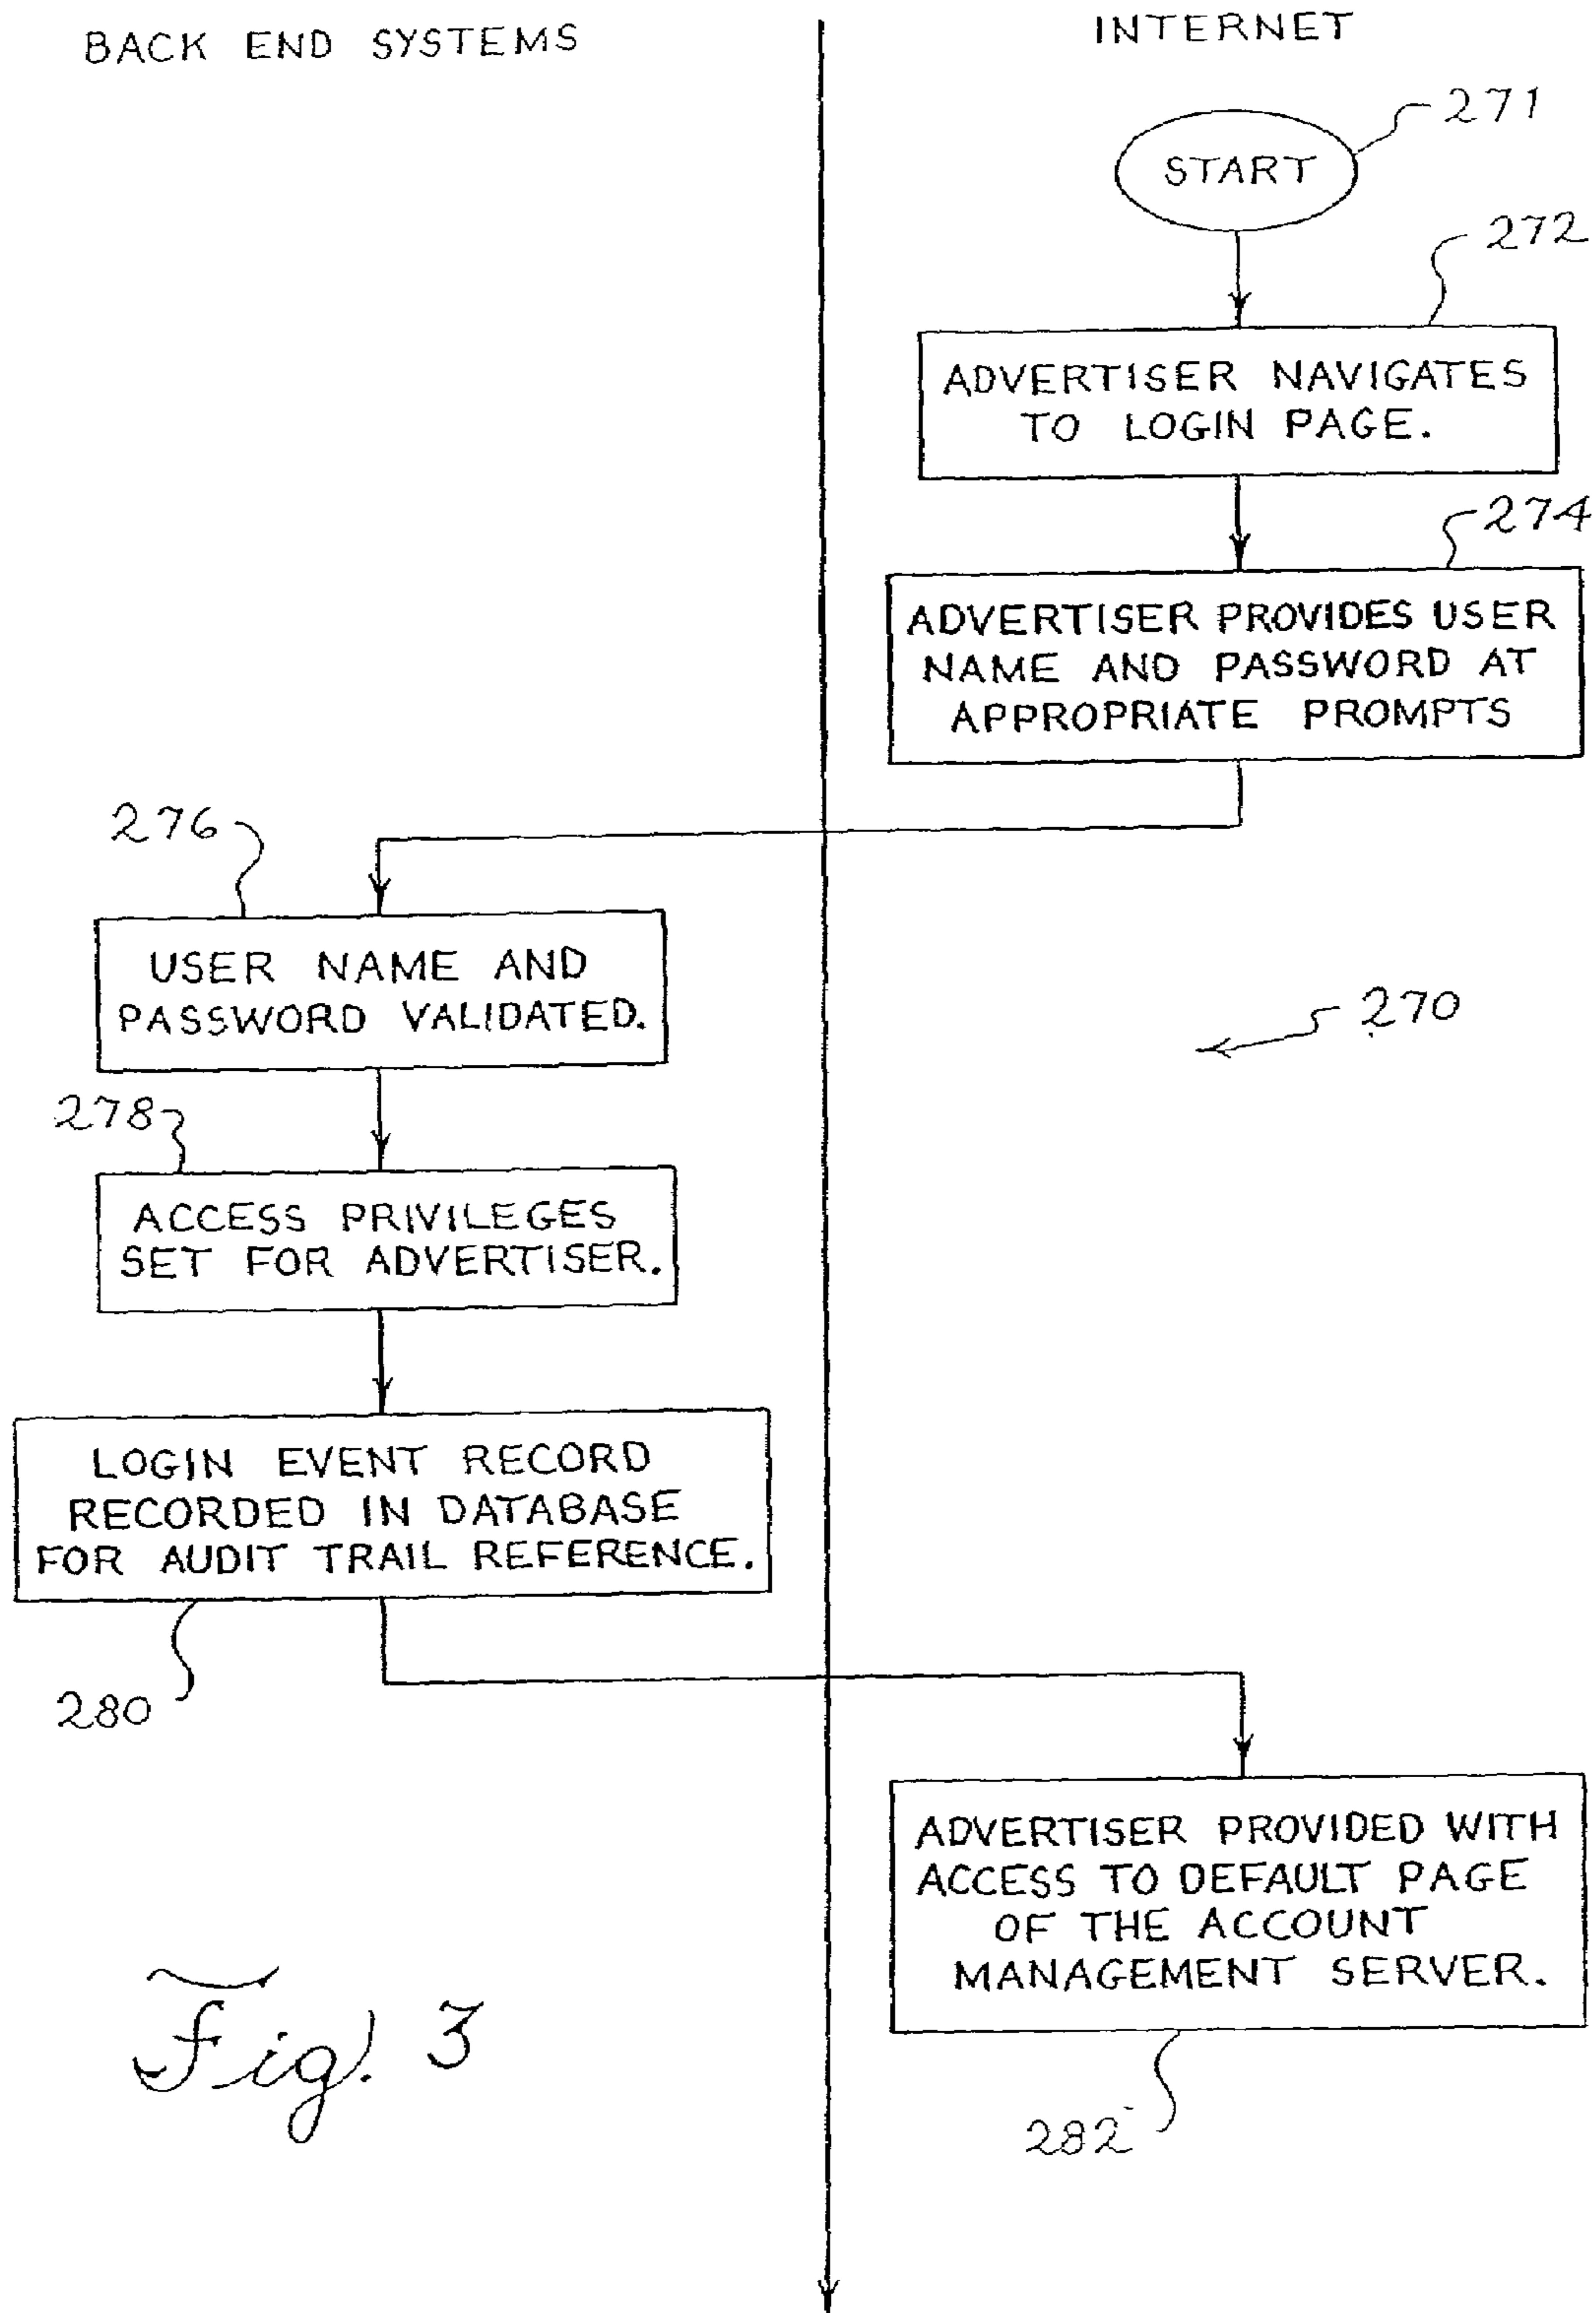 BACK END SYSTEMS
INTERNET
271
START
272
ADVERTISER NAVIGATES
TO LOGIN PAGE.
274
ADVERTISER PROVIDES USER
NAME AND PASSWORD AT
APPROPRIATE PROMPTS
276
USER NAME AND
PASSWORD VALIDATED.
270
278
ACCESS PRIVILEGES
SET FOR ADVERTISER.
LOGIN EVENT RECORD
RECORDED IN DATABASE
FOR AUDIT TRAIL REFERENCE.
280
ADVERTISER PROVIDED WITH
ACCESS TO DEFAULT PAGE
OF THE ACCOUNT
MANAGEMENT SERVER.
282
Fig. 3